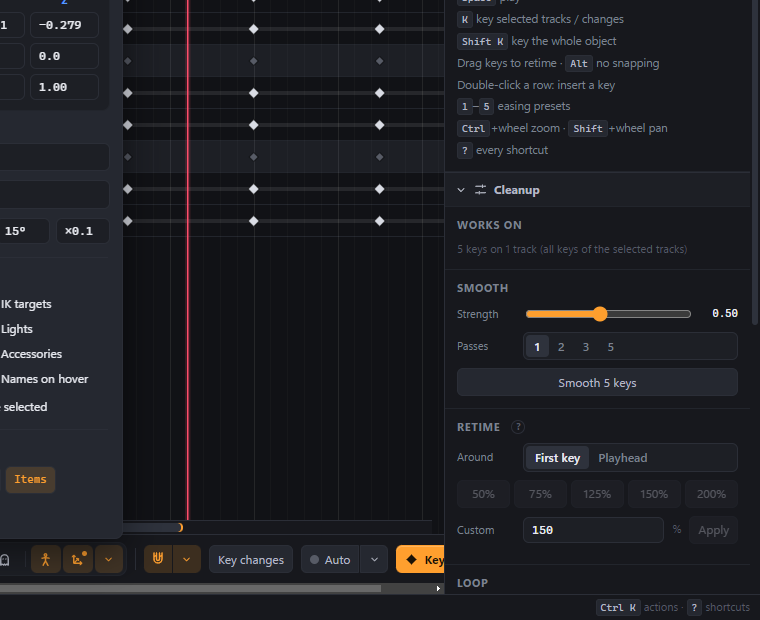 1
−0.279
0.0
1.00
15°
×0.1
IK targets
Lights
Accessories
Names on hover
selected
Items
Key changes
Auto
Key
K key selected tracks / changes
Shift K key the whole object
Drag keys to retime · Alt no snapping
Double-click a row: insert a key
1 – 5 easing presets
Ctrl +wheel zoom · Shift +wheel pan
? every shortcut
Cleanup
WORKS ON
5 keys on 1 track (all keys of the selected tracks)
SMOOTH
Strength 0.50
Passes 1 2 3 5
Smooth 5 keys
RETIME ?
Around First key Playhead
50% 75% 125% 150% 200%
Custom 150 % Apply
LOOP
Ctrl K actions · ? shortcuts